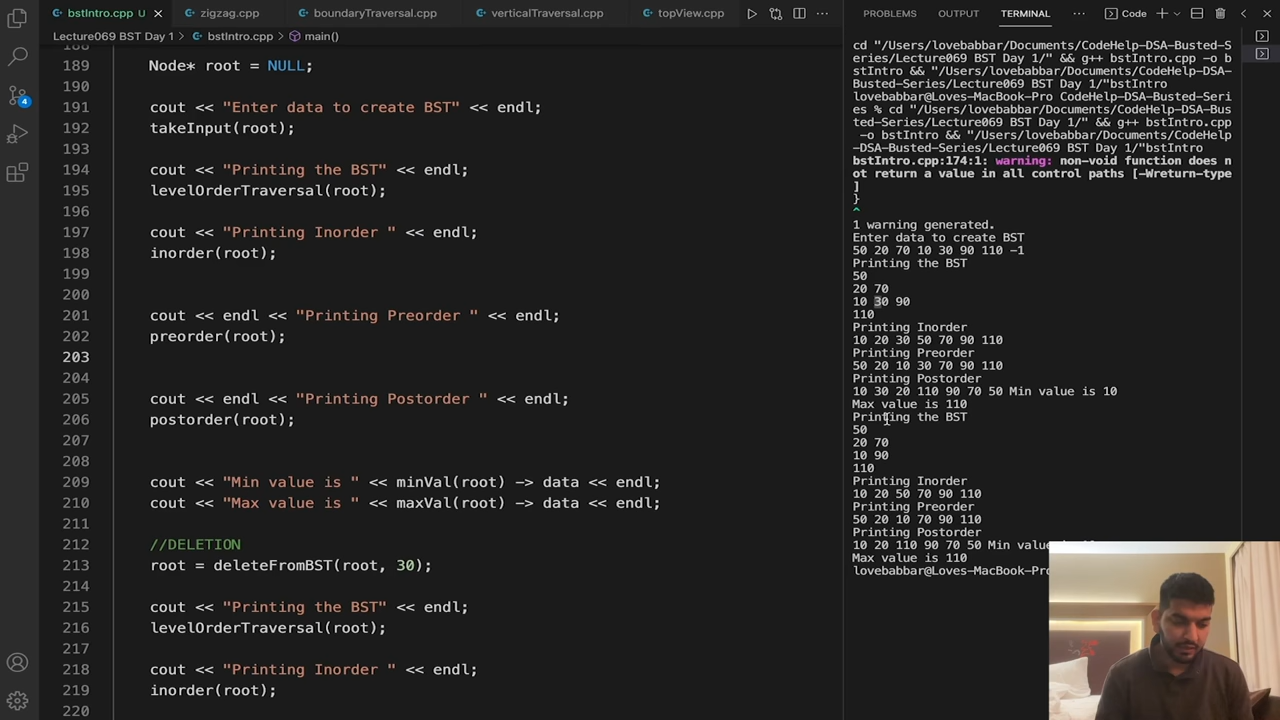 bstIntro.cpp U
zigzag.cpp
boundaryTraversal.cpp
verticalTraversal.cpp
topView.cpp
Lecture069 BST Day 1 > bstIntro.cpp > main()
188
189 Node* root = NULL;
190
191 cout << "Enter data to create BST" << endl;
192 takeInput(root);
193
194 cout << "Printing the BST" << endl;
195 levelOrderTraversal(root);
196
197 cout << "Printing Inorder " << endl;
198 inorder(root);
199
200
201 cout << endl << "Printing Preorder " << endl;
202 preorder(root);
203
204
205 cout << endl << "Printing Postorder " << endl;
206 postorder(root);
207
208
209 cout << "Min value is " << minVal(root) -> data << endl;
210 cout << "Max value is " << maxVal(root) -> data << endl;
211
212 //DELETION
213 root = deleteFromBST(root, 30);
214
215 cout << "Printing the BST" << endl;
216 levelOrderTraversal(root);
217
218 cout << "Printing Inorder " << endl;
219 inorder(root);
220
4
PROBLEMS OUTPUT TERMINAL
Code
cd "/Users/lovebabbar/Documents/CodeHelp-DSA-Busted-S
eries/Lecture069 BST Day 1/" && g++ bstIntro.cpp -o b
stIntro && "/Users/lovebabbar/Documents/CodeHelp-DSA-
Busted-Series/Lecture069 BST Day 1/"bstIntro
lovebabbar@Loves-MacBook-Pro CodeHelp-DSA-Busted-Seri
es % cd "/Users/lovebabbar/Documents/CodeHelp-DSA-Bus
ted-Series/Lecture069 BST Day 1/" && g++ bstIntro.cpp
-o bstIntro && "/Users/lovebabbar/Documents/CodeHelp
-DSA-Busted-Series/Lecture069 BST Day 1/"bstIntro
bstIntro.cpp:174:1: warning: non-void function does n
ot return a value in all control paths [-Wreturn-type
]
}
^
1 warning generated.
Enter data to create BST
50 20 70 10 30 90 110 -1
Printing the BST
50
20 70
10 30 90
110
Printing Inorder
10 20 30 50 70 90 110
Printing Preorder
50 20 10 30 70 90 110
Printing Postorder
10 30 20 110 90 70 50 Min value is 10
Max value is 110
Printing the BST
50
20 70
10 90
110
Printing Inorder
10 20 50 70 90 110
Printing Preorder
50 20 10 70 90 110
Printing Postorder
10 20 110 90 70 50 Min value
Max value is 110
lovebabbar@Loves-MacBook-Pro